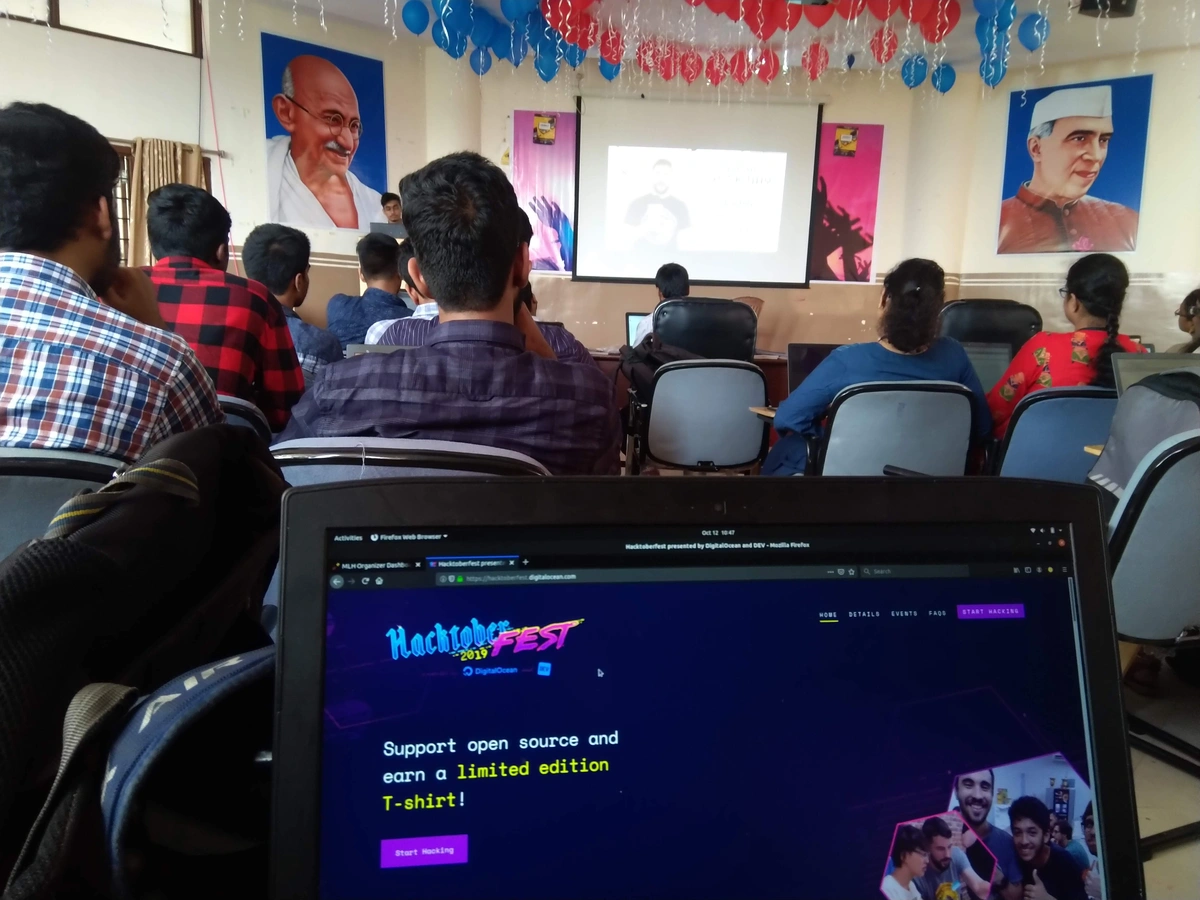 Activities
Firefox Web Browser
Oct 12 10:47
Hacktoberfest presented by DigitalOcean and DEV - Mozilla Firefox
MLH Organizer Dashb
Hacktoberfest present
https://hacktoberfest.digitalocean.com
Search
Hacktober
FEST
2019
DigitalOcean
DEV
HOME
DETAILS
EVENTS
FAQS
START HACKING
Support open source and
earn a limited edition
T-shirt!
Start Hacking